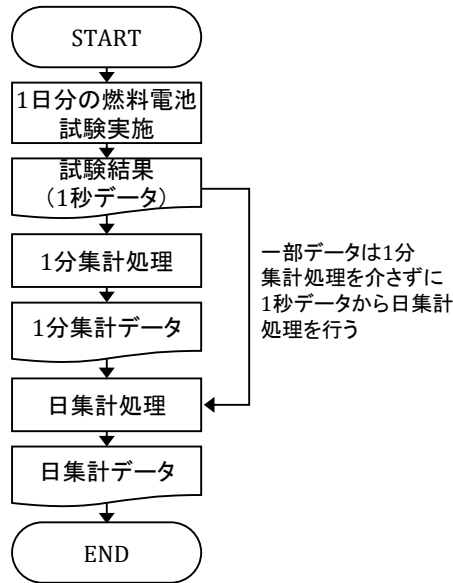 START
1日分の燃料電池
試験実施
試験結果
(1秒データ)
1分集計処理
一部データは1分
集計処理を介さずに
1秒データから日集計
処理を行う
1分集計データ
日集計処理
日集計データ
END